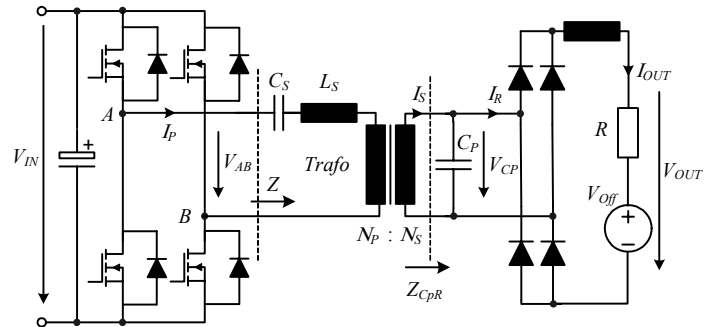 C_S
L_S
I_S
I_R
I_OUT
A
I_P
V_IN
+
V_AB
Trafo
C_P
V_CP
R
V_OUT
Z
V_Off
B
+
−
N_P : N_S
Z_CpR